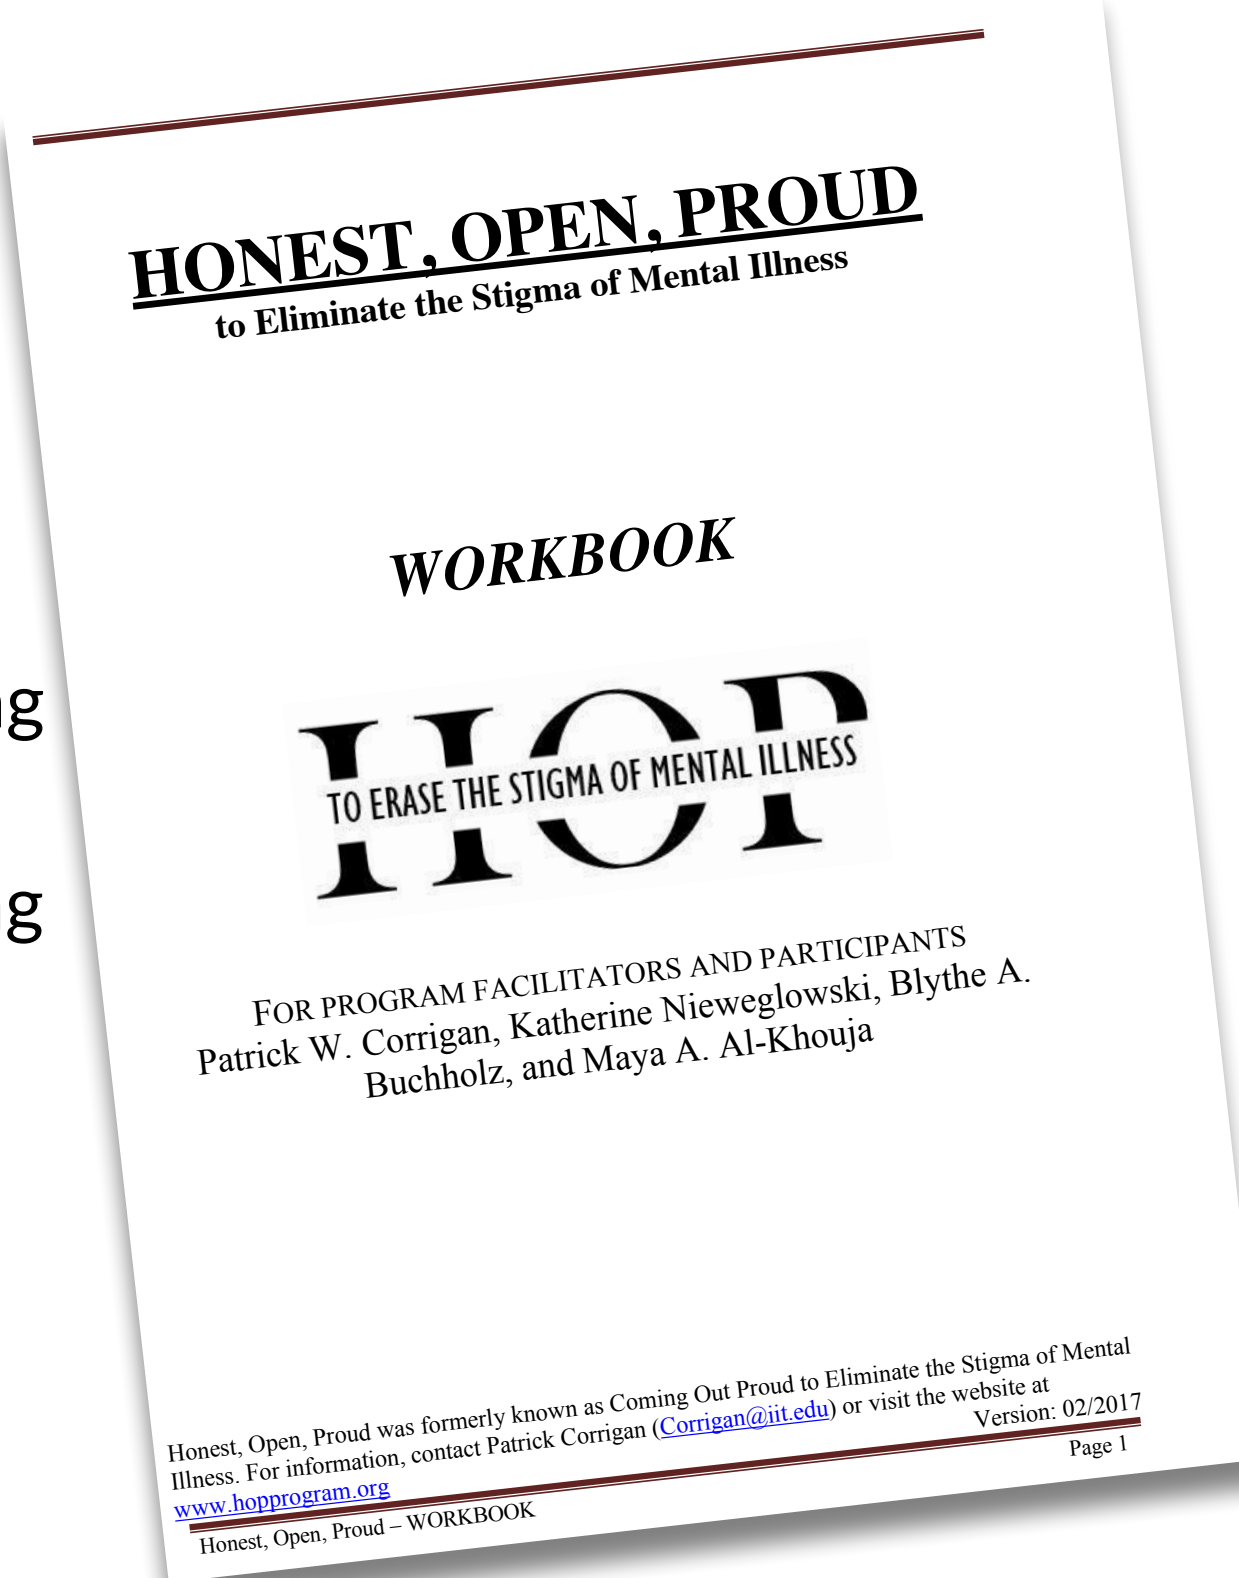 HONEST, OPEN, PROUD
to Eliminate the Stigma of Mental Illness
WORKBOOK
HOP
TO ERASE THE STIGMA OF MENTAL ILLNESS
FOR PROGRAM FACILITATORS AND PARTICIPANTS
Patrick W. Corrigan, Katherine Nieweglowski, Blythe A.
Buchholz, and Maya A. Al-Khouja
Honest, Open, Proud was formerly known as Coming Out Proud to Eliminate the Stigma of Mental
Illness. For information, contact Patrick Corrigan (Corrigan@iit.edu) or visit the website at
www.hopprogram.org
Version: 02/2017
Honest, Open, Proud – WORKBOOK
Page 1